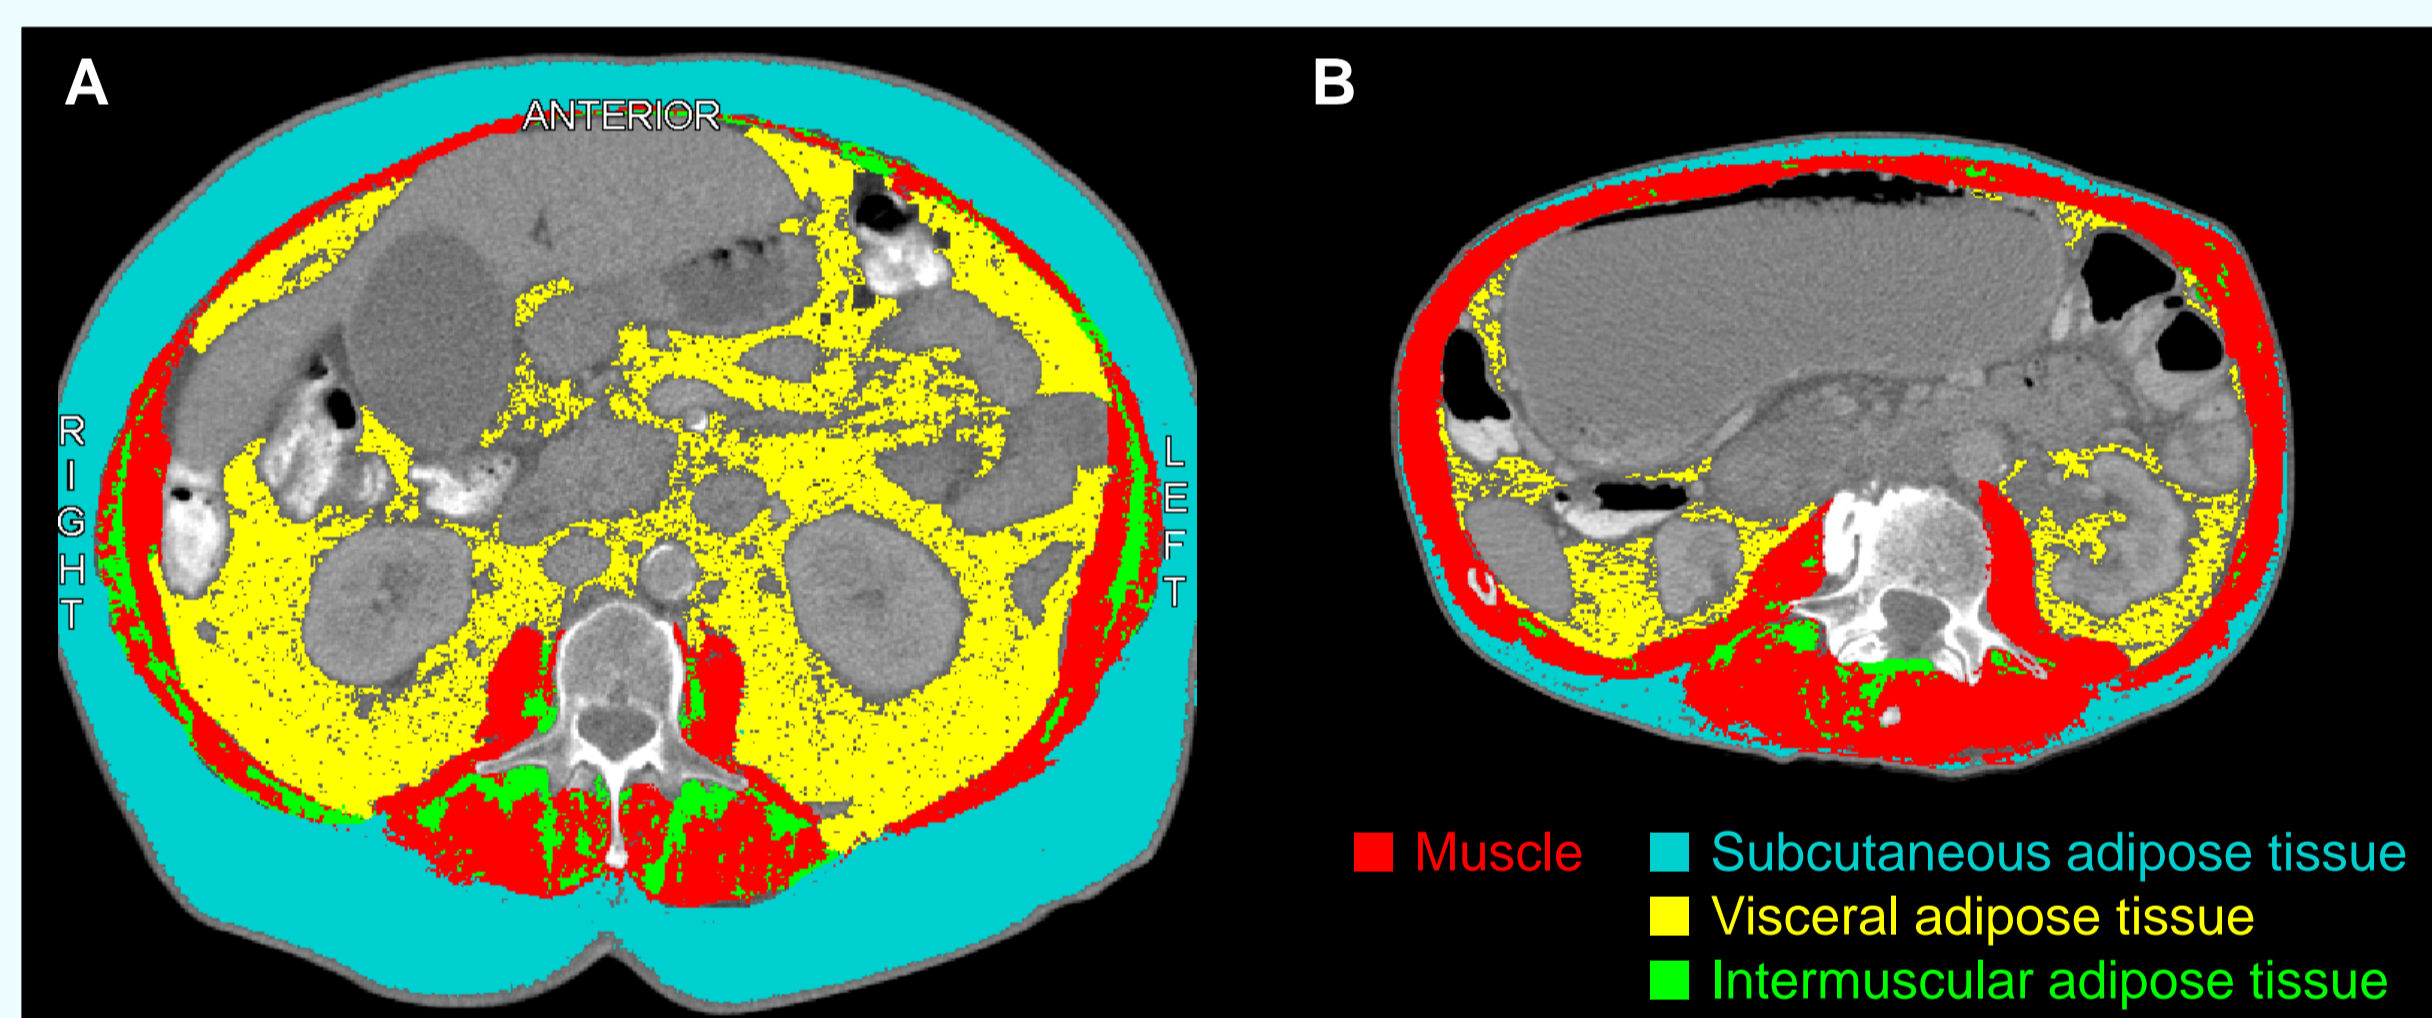 A
B
ANTERIOR
RIGHT
LEFT
Muscle
Subcutaneous adipose tissue
Visceral adipose tissue
Intermuscular adipose tissue